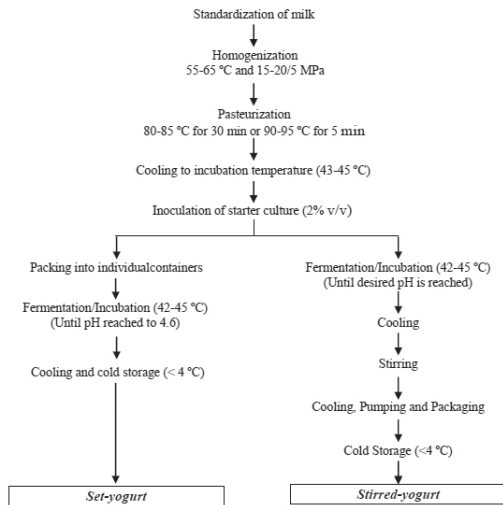 Standardization of milk
Homogenization
55-65 °C and 15-20/5 MPa
Pasteurization
80-85 °C for 30 min or 90-95 °C for 5 min
Cooling to incubation temperature (43-45 °C)
Inoculation of starter culture (2% v/v)
Packing into individualcontainers
Fermentation/Incubation (42-45 °C)
(Until pH reached to 4.6)
Cooling and cold storage (< 4 °C)
Set-yogurt
Fermentation/Incubation (42-45 °C)
(Until desired pH is reached)
Cooling
Stirring
Cooling, Pumping and Packaging
Cold Storage (<4 °C)
Stirred-yogurt